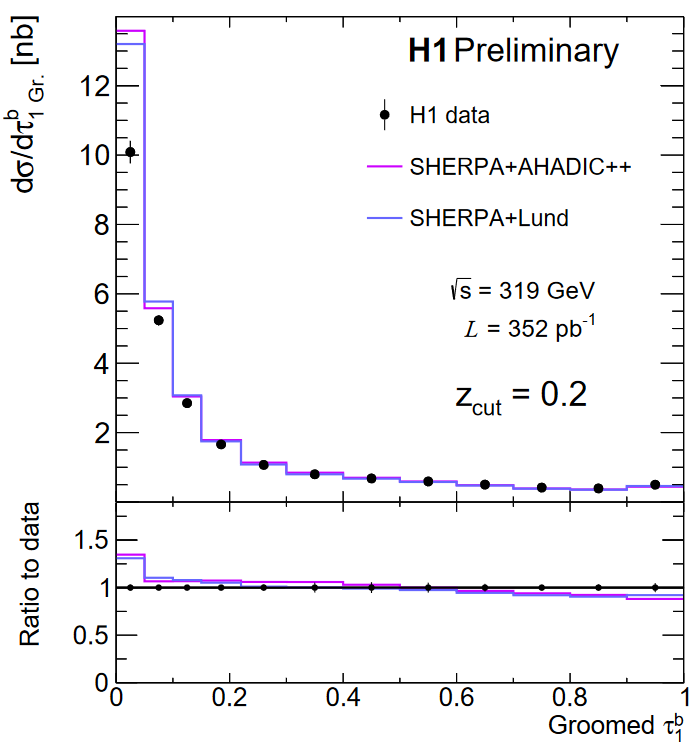 dσ/dτ₁ᵇ Gr. [nb]
H1 Preliminary
H1 data
SHERPA+AHADIC++
SHERPA+Lund
√s = 319 GeV
L = 352 pb⁻¹
z_cut = 0.2
12
10
8
6
4
2
Ratio to data
1.5
1
0.5
0
0 0.2 0.4 0.6 0.8 1
Groomed τ₁ᵇ